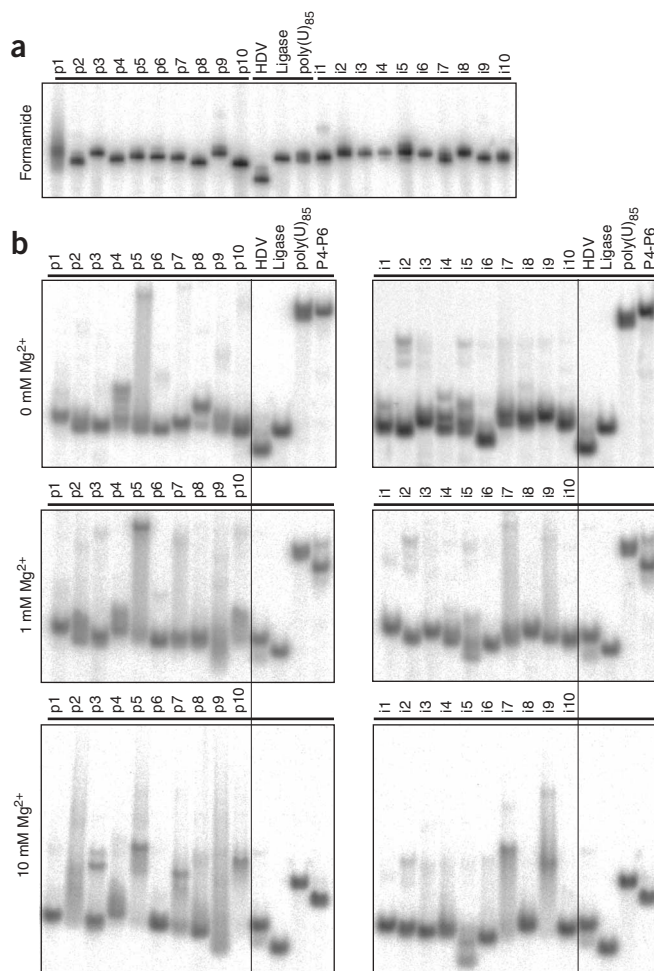 a
p1 p2 p3 p4 p5 p6 p7 p8 p9 p10 HDV Ligase poly(U)85 i1 i2 i3 i4 i5 i6 i7 i8 i9 i10
Formamide
b
p1 p2 p3 p4 p5 p6 p7 p8 p9 p10 HDV Ligase poly(U)85 P4-P6
i1 i2 i3 i4 i5 i6 i7 i8 i9 i10 HDV Ligase poly(U)85 P4-P6
0 mM Mg2+
p1 p2 p3 p4 p5 p6 p7 p8 p9 p10
i1 i2 i3 i4 i5 i6 i7 i8 i9 i10
1 mM Mg2+
p1 p2 p3 p4 p5 p6 p7 p8 p9 p10
i1 i2 i3 i4 i5 i6 i7 i8 i9 i10
10 mM Mg2+